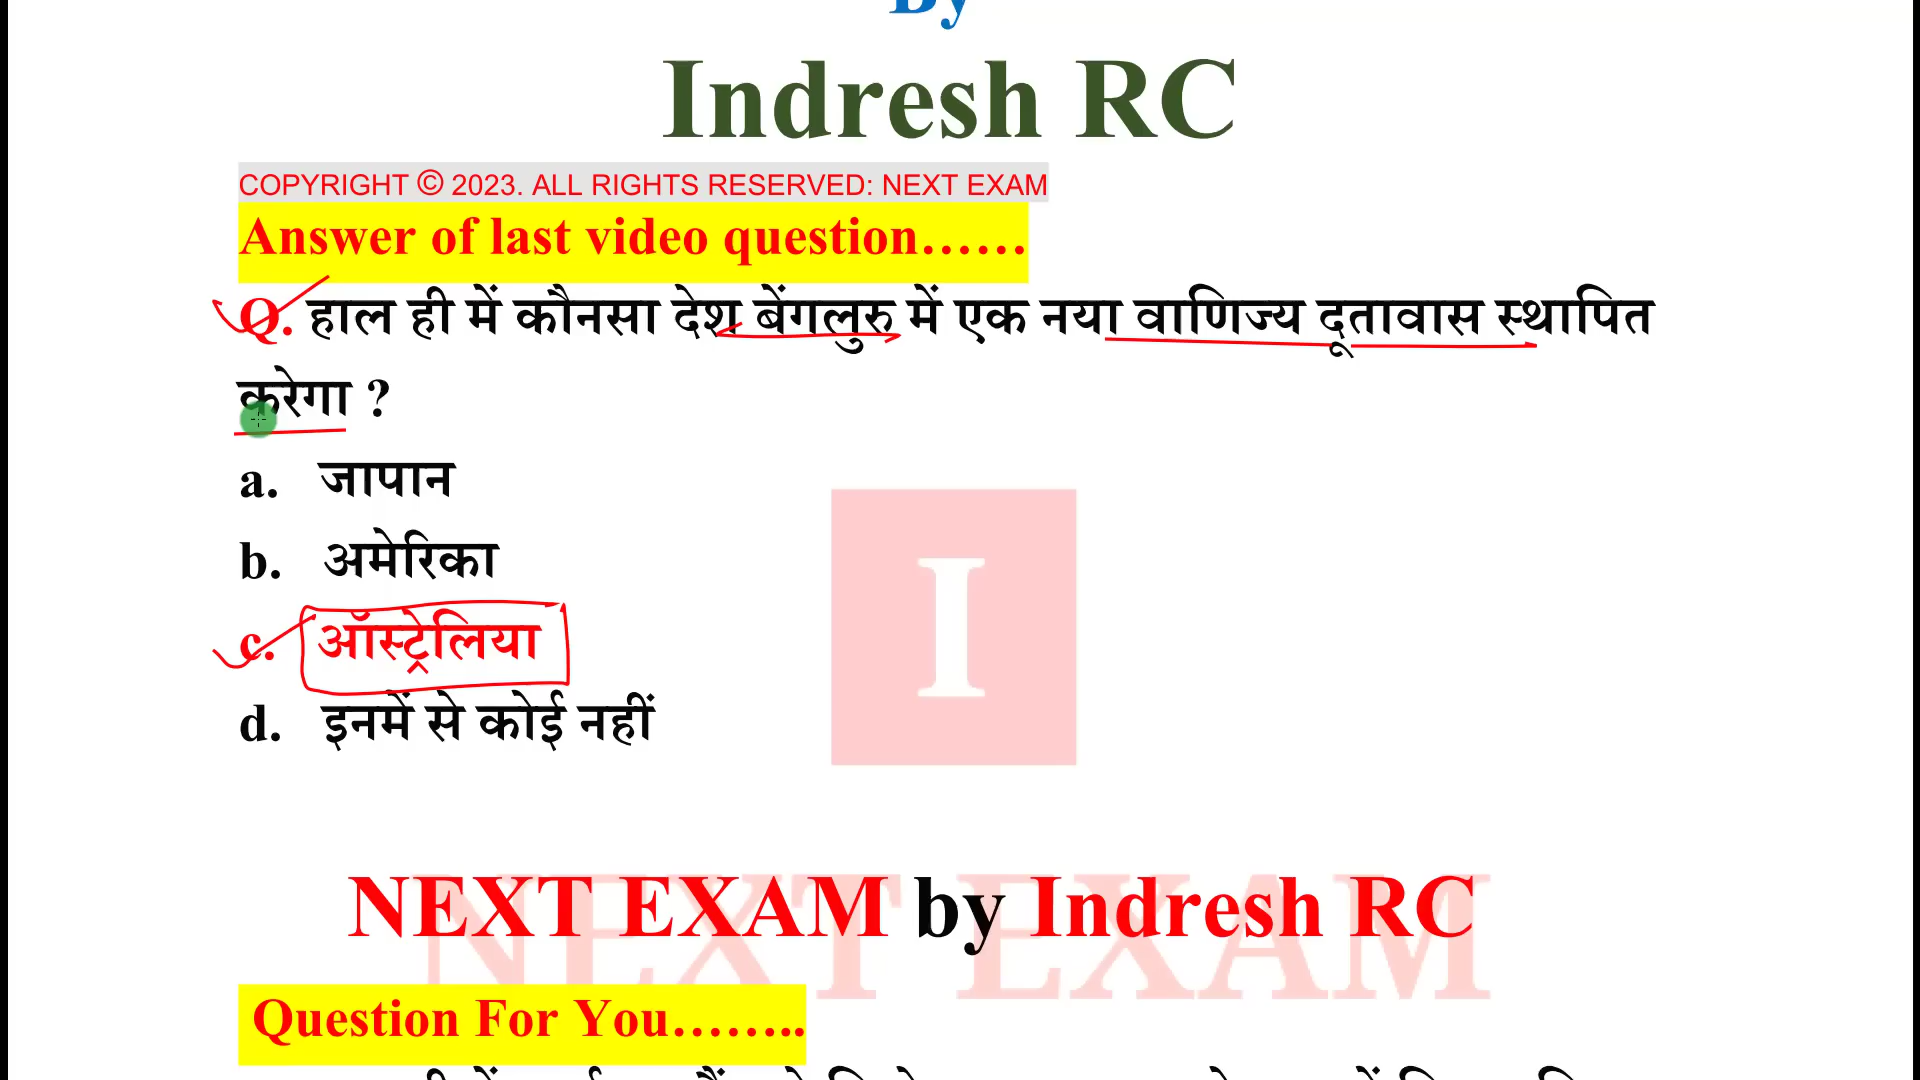 By
Indresh RC
COPYRIGHT © 2023. ALL RIGHTS RESERVED: NEXT EXAM
Answer of last video question……
Q. हाल ही में कौनसा देश बेंगलुरु में एक नया वाणिज्य दूतावास स्थापित
करेगा ?
a. जापान
b. अमेरिका
c. ऑस्ट्रेलिया
d. इनमें से कोई नहीं
I
NEXT EXAM
NEXT EXAM by Indresh RC
Question For You……..